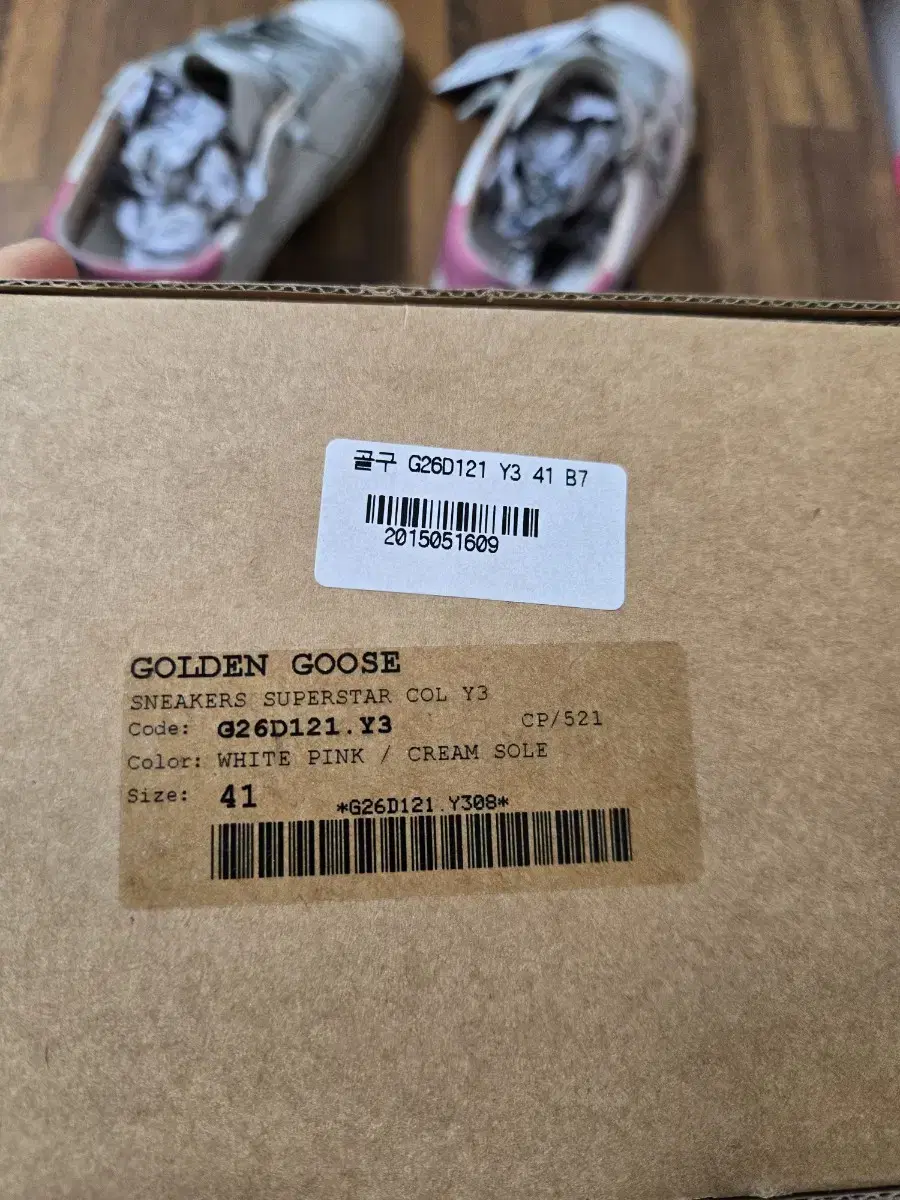 골구 G26D121 Y3 41 B7
2015051609
GOLDEN GOOSE
SNEAKERS SUPERSTAR COL Y3
Code: G26D121.Y3 CP/521
Color: WHITE PINK / CREAM SOLE
Size: 41 *G26D121.Y308*